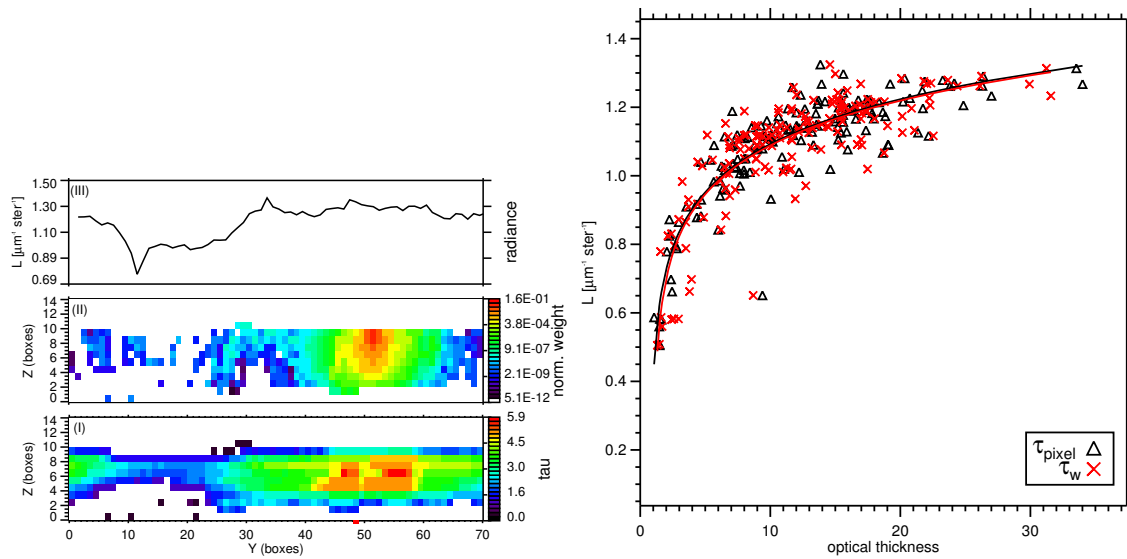 (III)
1.50
1.30
1.10
0.89
0.69
L [µm⁻¹ ster⁻¹]
radiance
(II)
14
12
10
8
6
4
2
0
Z (boxes)
1.6E-01
3.8E-04
9.1E-07
2.1E-09
5.1E-12
norm. weight
(I)
14
12
10
8
6
4
2
0
Z (boxes)
5.9
4.5
3.0
1.6
0.0
tau
0 10 20 30 40 50 60 70
Y (boxes)
1.4
1.2
1.0
0.8
0.6
0.4
0.2
L [µm⁻¹ ster⁻¹]
τpixel
τw
0 10 20 30
optical thickness